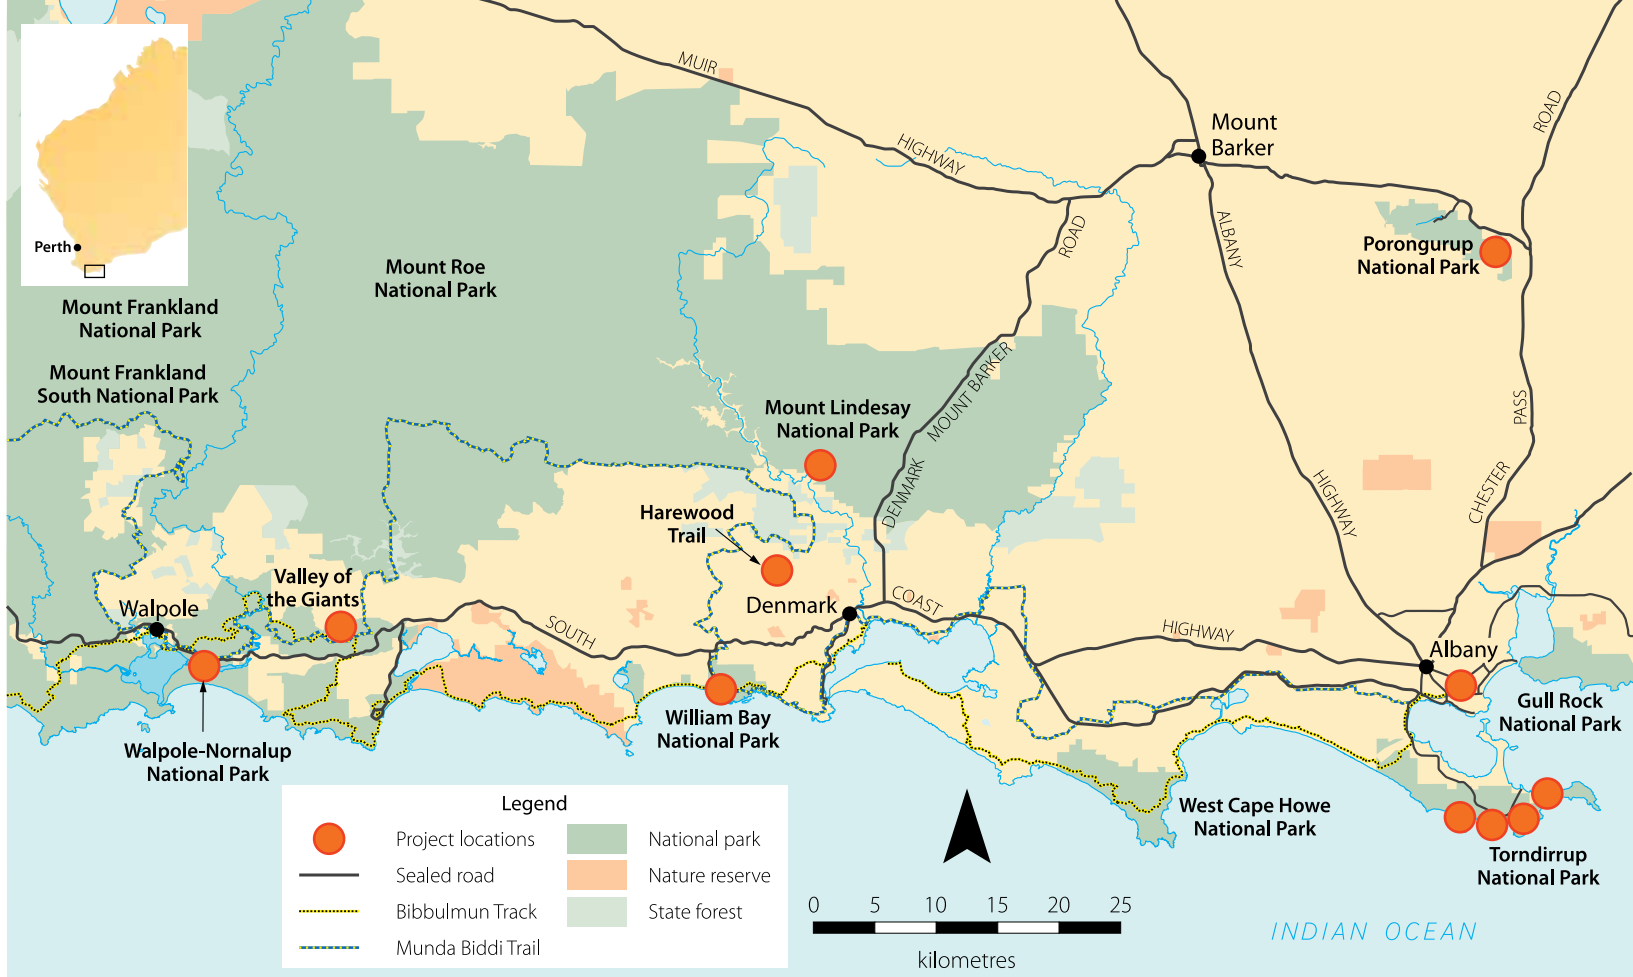 MUIR
HIGHWAY
ROAD
Mount
Barker
ALBANY
HIGHWAY
ROAD
PASS
CHESTER
Porongurup
National Park
Perth
Mount Frankland
National Park
Mount Roe
National Park
Mount Frankland
South National Park
Mount Lindesay
National Park
DENMARK
MOUNT BARKER
Harewood
Trail
Valley of
the Giants
Walpole
Denmark
SOUTH
COAST
HIGHWAY
Albany
Walpole-Nornalup
National Park
William Bay
National Park
Gull Rock
National Park
West Cape Howe
National Park
Torndirrup
National Park
Legend
Project locations
Sealed road
Bibbulmun Track
Munda Biddi Trail
National park
Nature reserve
State forest
0 5 10 15 20 25
kilometres
INDIAN OCEAN